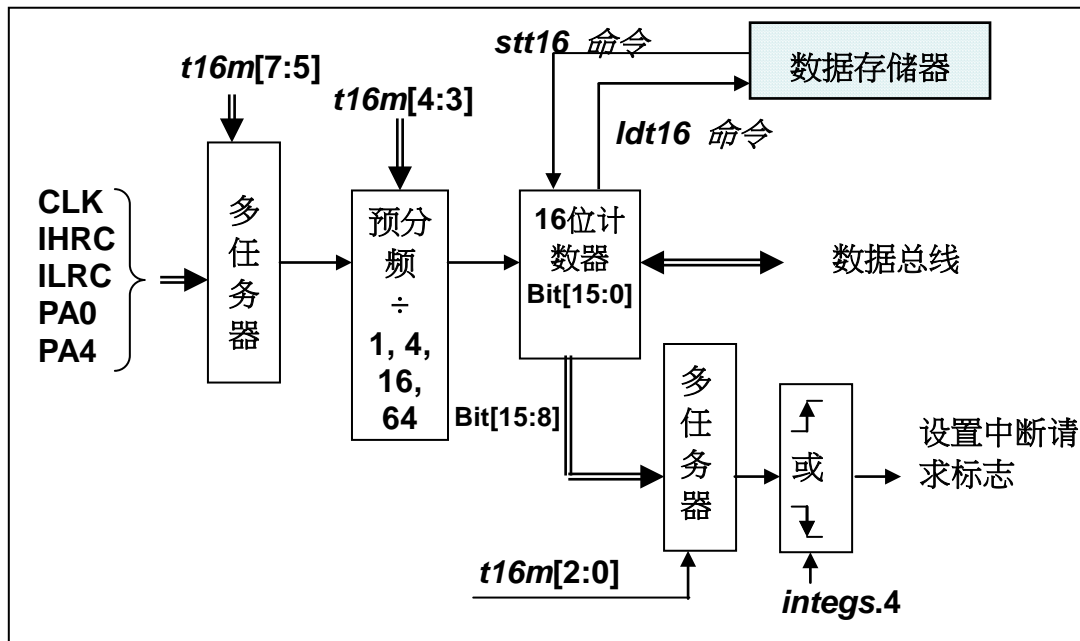 stt16 命令
数据存储器
t16m[7:5]
t16m[4:3]
ldt16 命令
CLK
IHRC
ILRC
PA0
PA4
多
任
务
器
预分
频
÷
1, 4,
16,
64
16位计
数器
Bit[15:0]
数据总线
Bit[15:8]
多
任
务
器
或
设置中断请
求标志
t16m[2:0]
integs.4